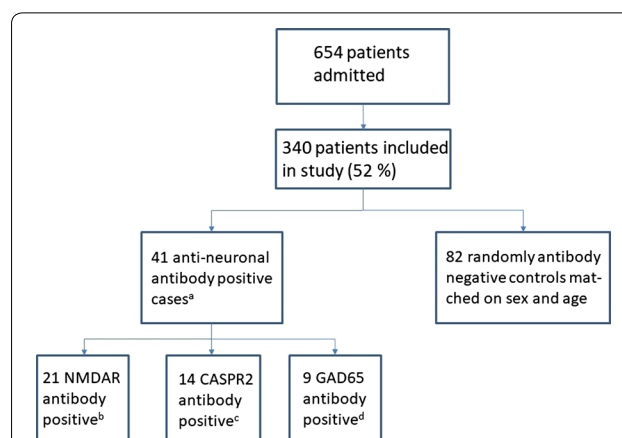 654 patients
admitted
340 patients included
in study (52 %)
41 anti-neuronal
antibody positive
casesᵃ
82 randomly antibody
negative controls mat-
ched on sex and age
21 NMDAR
antibody
positiveᵇ
14 CASPR2
antibody
positiveᶜ
9 GAD65
antibody
positiveᵈ